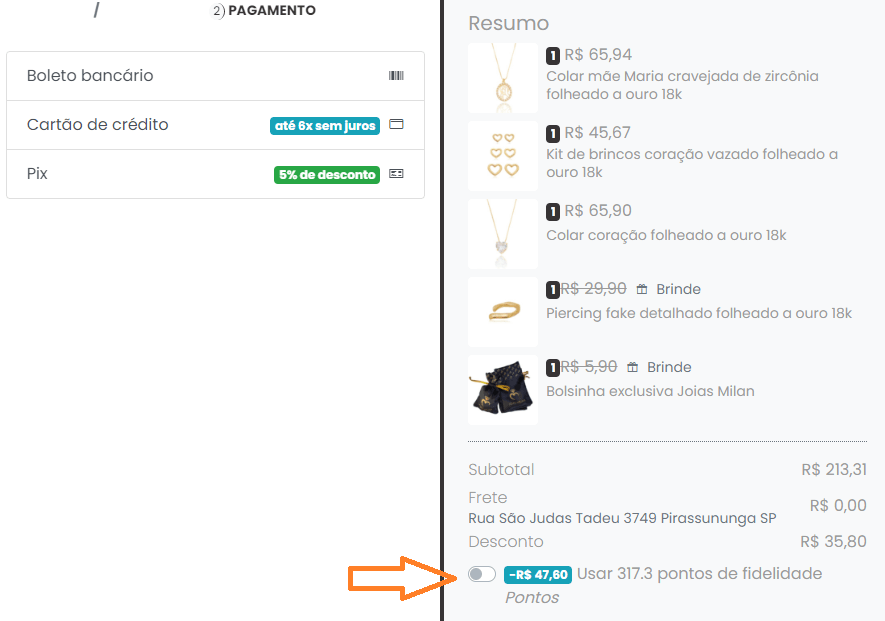 /
2) PAGAMENTO
Boleto bancário
Cartão de crédito até 6x sem juros
Pix 5% de desconto
Resumo
1 R$ 65,94
Colar mãe Maria cravejada de zircônia
folheado a ouro 18k
1 R$ 45,67
Kit de brincos coração vazado folheado a
ouro 18k
1 R$ 65,90
Colar coração folheado a ouro 18k
1 R$ 29,90 Brinde
Piercing fake detalhado folheado a ouro 18k
1 R$ 5,90 Brinde
Bolsinha exclusiva Joias Milan
Subtotal R$ 213,31
Frete R$ 0,00
Rua São Judas Tadeu 3749 Pirassununga SP
Desconto R$ 35,80
-R$ 47,60 Usar 317.3 pontos de fidelidade
Pontos